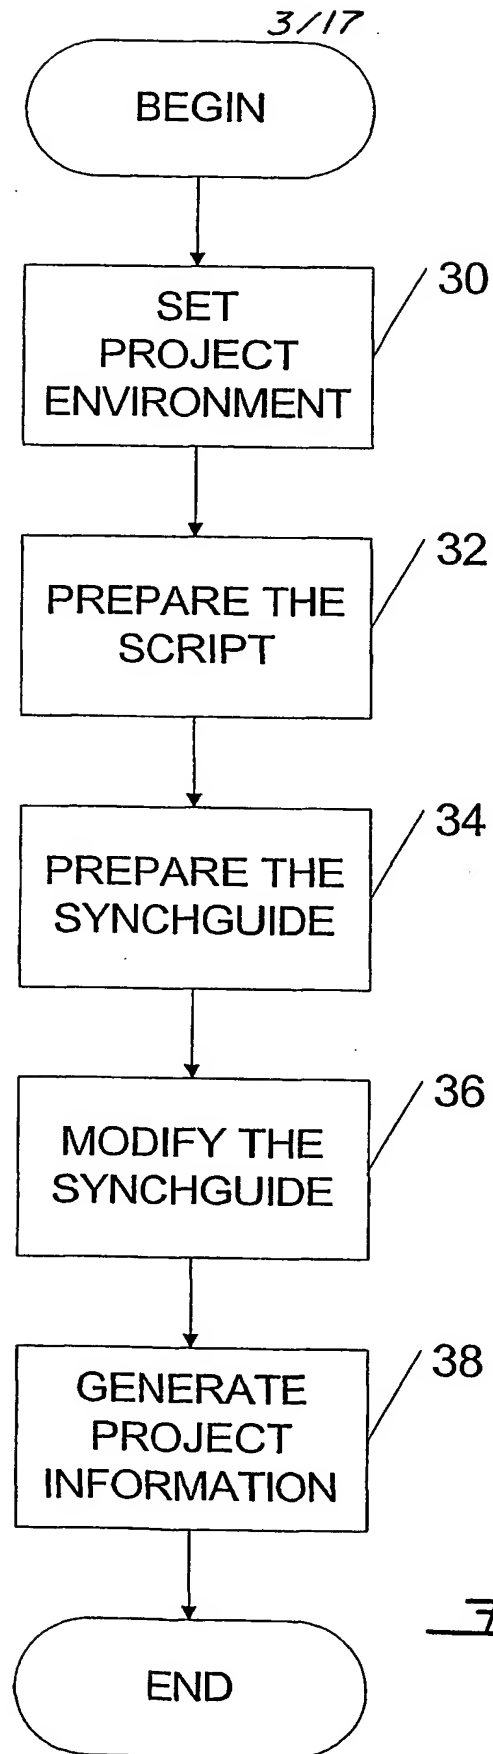 3/17
BEGIN
30
SET
PROJECT
ENVIRONMENT
32
PREPARE THE
SCRIPT
34
PREPARE THE
SYNCHGUIDE
36
MODIFY THE
SYNCHGUIDE
38
GENERATE
PROJECT
INFORMATION
END